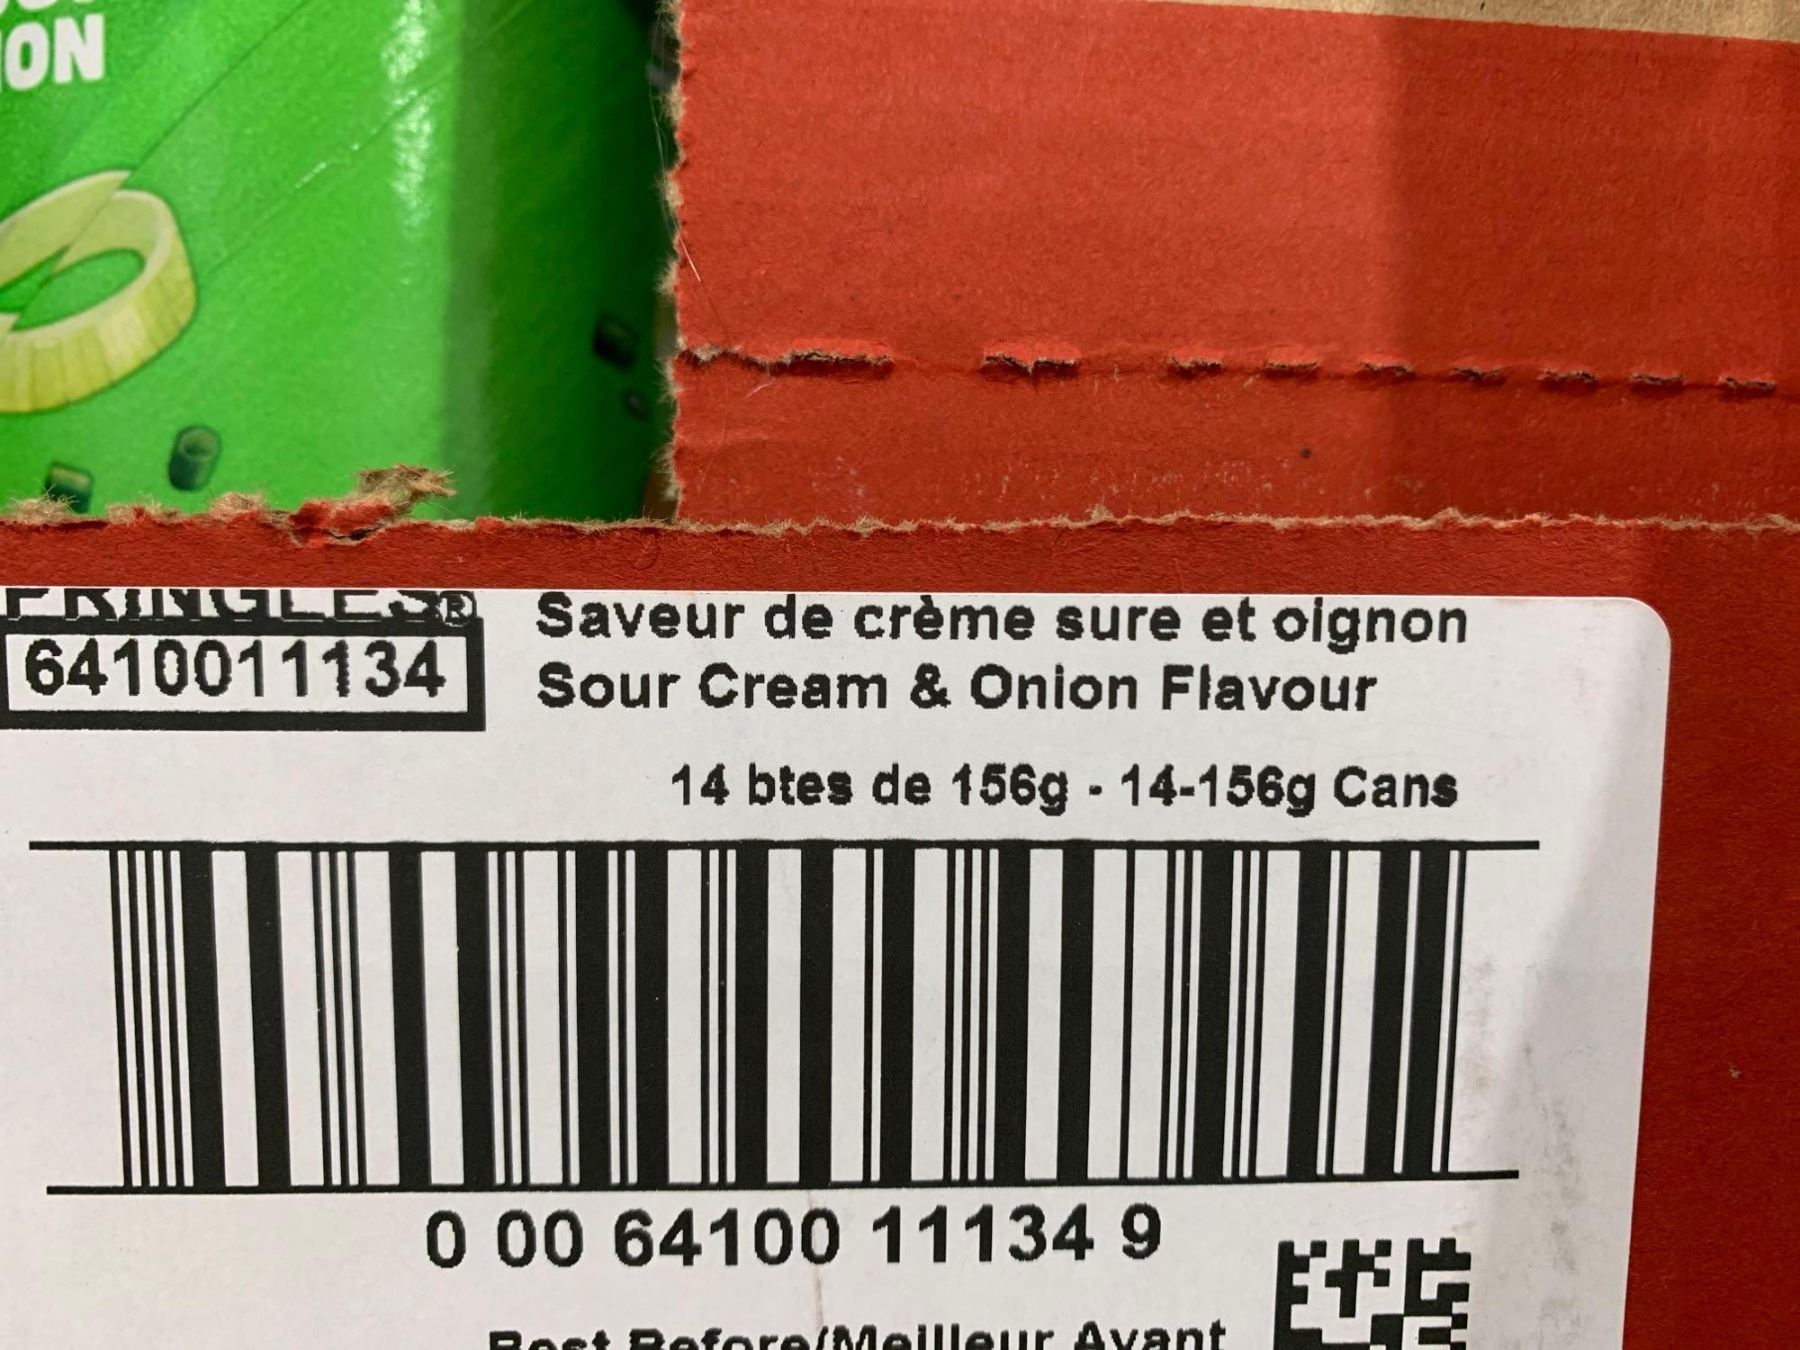 ION
PRINGLES®
6410011134
Saveur de crème sure et oignon
Sour Cream & Onion Flavour
14 btes de 156g - 14-156g Cans
0 00 64100 11134 9
Best Before/Meilleur Avant